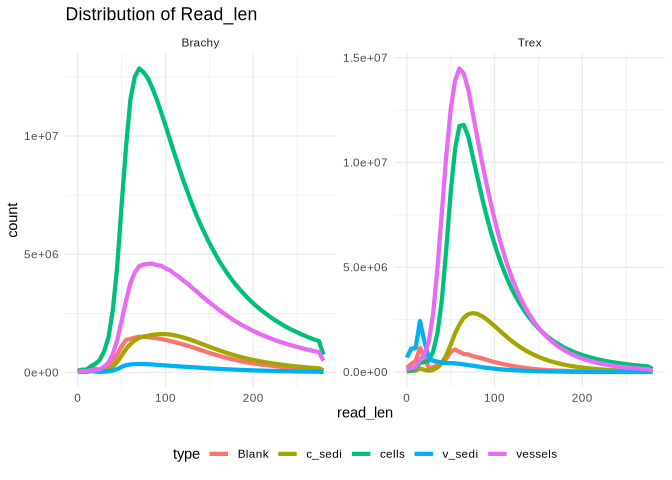 Distribution of Read_len
Brachy
Trex
count
1e+07
5e+06
0e+00
1.5e+07
1.0e+07
5.0e+06
0.0e+00
0 100 200
0 100 200
read_len
type Blank c_sedi cells v_sedi vessels